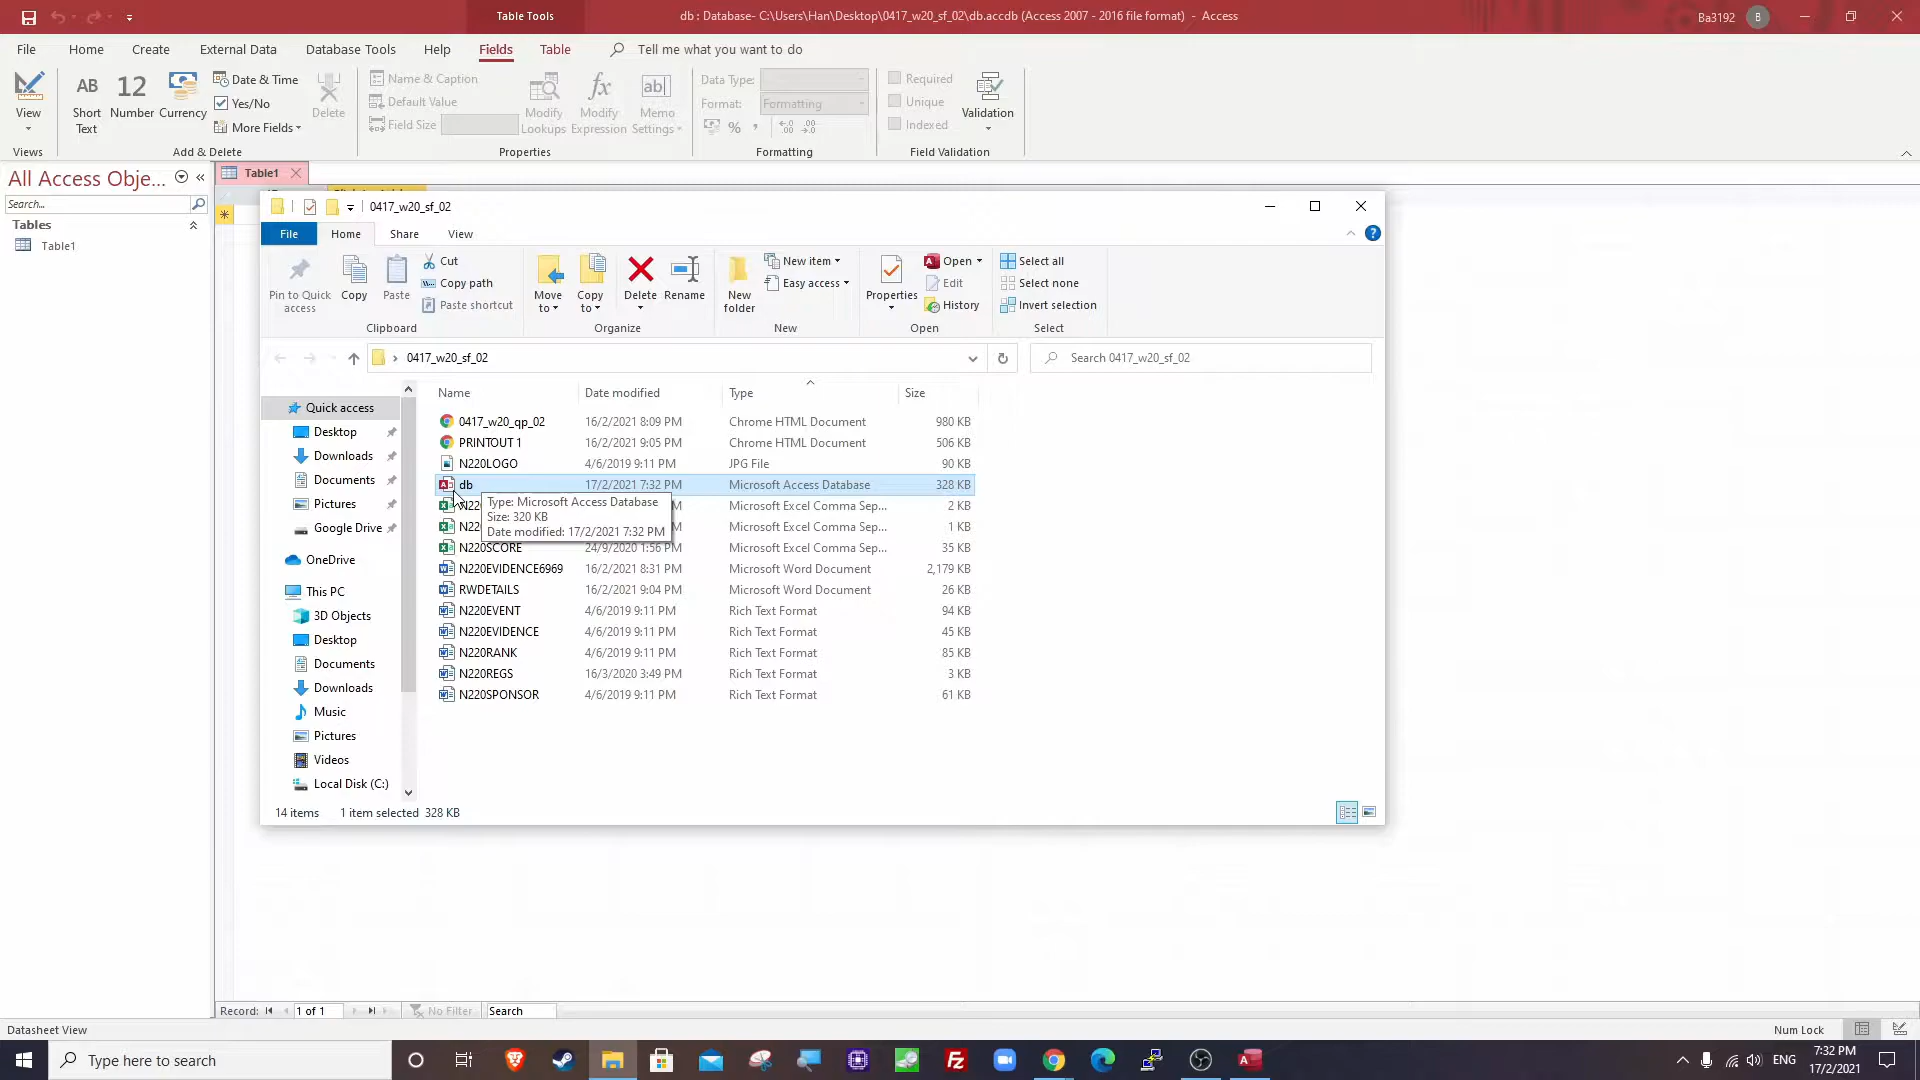 Table Tools
db : Database- C:\Users\Han\Desktop\0417_w20_sf_02\db.accdb (Access 2007 - 2016 file format) - Access
Ba3192 B
File Home Create External Data Database Tools Help Fields Table Tell me what you want to do
View
Views
AB Short Text
12 Number
Currency
Date & Time
Yes/No
More Fields
Delete
Add & Delete
Name & Caption
Default Value
Field Size
Modify Lookups
fx Modify Expression
ab| Memo Settings
Properties
Data Type:
Format: Formatting
%
Formatting
Required
Unique
Indexed
Validation
Field Validation
All Access Obje...
Search...
Tables
Table1
Table1
0417_w20_sf_02
File Home Share View
Pin to Quick access
Copy
Paste
Cut
Copy path
Paste shortcut
Clipboard
Move to
Copy to
Delete
Rename
Organize
New folder
New item
Easy access
New
Properties
Open
Edit
History
Open
Select all
Select none
Invert selection
Select
0417_w20_sf_02
Search 0417_w20_sf_02
Quick access
Desktop
Downloads
Documents
Pictures
Google Drive
OneDrive
This PC
3D Objects
Desktop
Documents
Downloads
Music
Pictures
Videos
Local Disk (C:)
Name Date modified Type Size
0417_w20_qp_02 16/2/2021 8:09 PM Chrome HTML Document 980 KB
PRINTOUT 1 16/2/2021 9:05 PM Chrome HTML Document 506 KB
N220LOGO 4/6/2019 9:11 PM JPG File 90 KB
db 17/2/2021 7:32 PM Microsoft Access Database 328 KB
N22 Microsoft Excel Comma Sep... 2 KB
N22 Microsoft Excel Comma Sep... 1 KB
N220SCORE 24/9/2020 1:56 PM Microsoft Excel Comma Sep... 35 KB
N220EVIDENCE6969 16/2/2021 8:31 PM Microsoft Word Document 2,179 KB
RWDETAILS 16/2/2021 9:04 PM Microsoft Word Document 26 KB
N220EVENT 4/6/2019 9:11 PM Rich Text Format 94 KB
N220EVIDENCE 4/6/2019 9:11 PM Rich Text Format 45 KB
N220RANK 4/6/2019 9:11 PM Rich Text Format 85 KB
N220REGS 16/3/2020 3:49 PM Rich Text Format 3 KB
N220SPONSOR 4/6/2019 9:11 PM Rich Text Format 61 KB
Type: Microsoft Access Database
Size: 320 KB
Date modified: 17/2/2021 7:32 PM
14 items 1 item selected 328 KB
Record: 1 of 1 No Filter Search
Datasheet View Num Lock
Type here to search
ENG 7:32 PM
17/2/2021